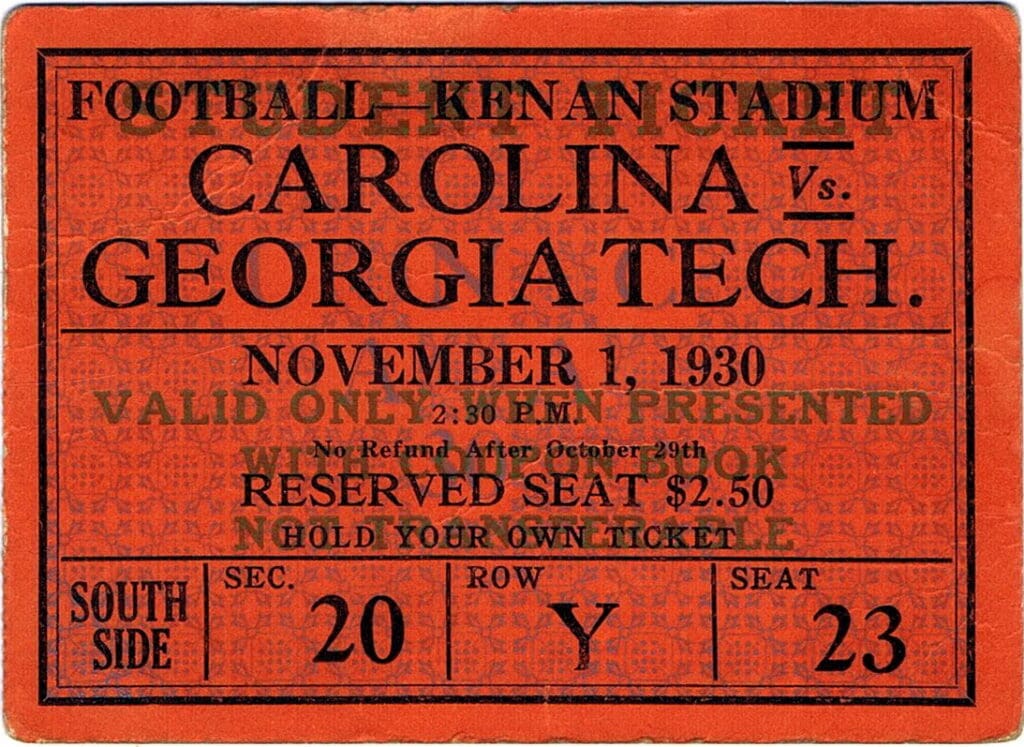 FOOTBALL—KENAN STADIUM
STUDENT TICKET
CAROLINA Vs.
GEORGIA TECH.
NOVEMBER 1, 1930
VALID ONLY WHEN PRESENTED
2:30 P.M.
No Refund After October 29th
WITH COUPON BOOK
RESERVED SEAT $2.50
NOT TRANSFERABLE
HOLD YOUR OWN TICKET
SOUTH SIDE
SEC. 20
ROW Y
SEAT 23